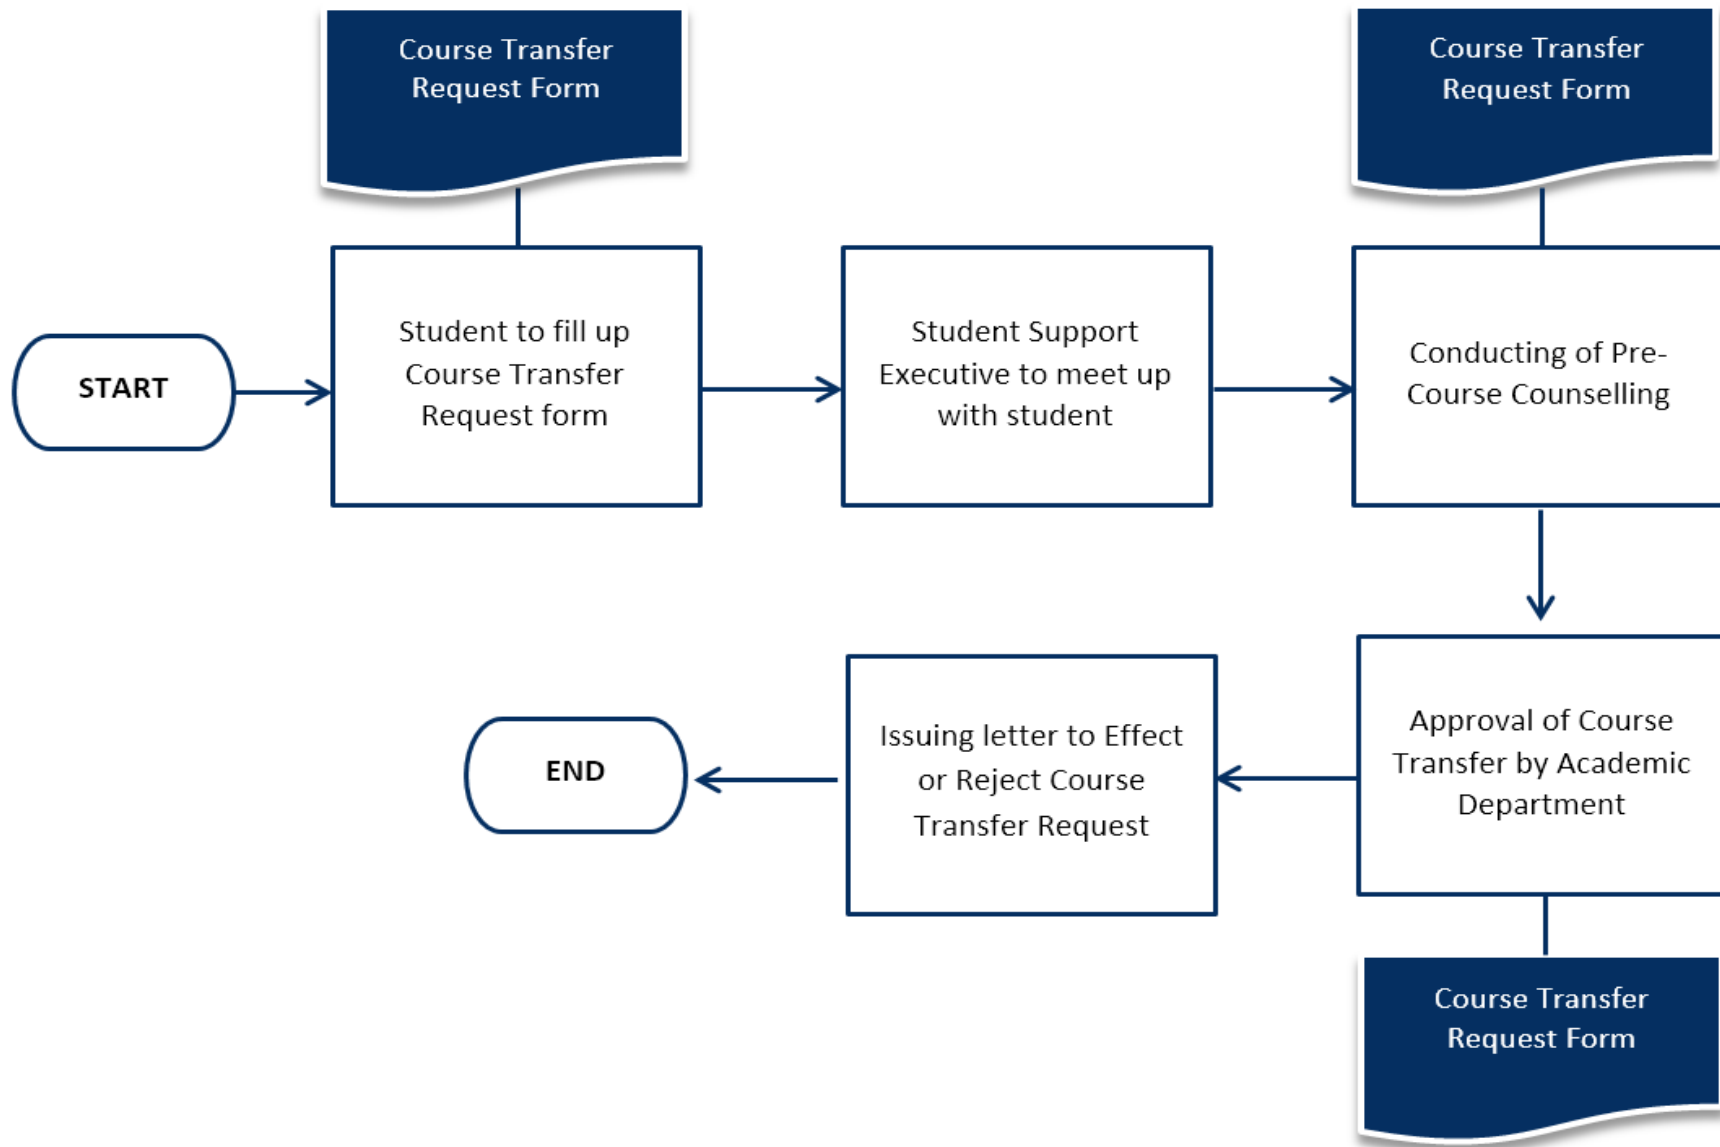 Course Transfer
Request Form
Course Transfer
Request Form
START
Student to fill up
Course Transfer
Request form
Student Support
Executive to meet up
with student
Conducting of Pre-
Course Counselling
Approval of Course
Transfer by Academic
Department
Issuing letter to Effect
or Reject Course
Transfer Request
END
Course Transfer
Request Form